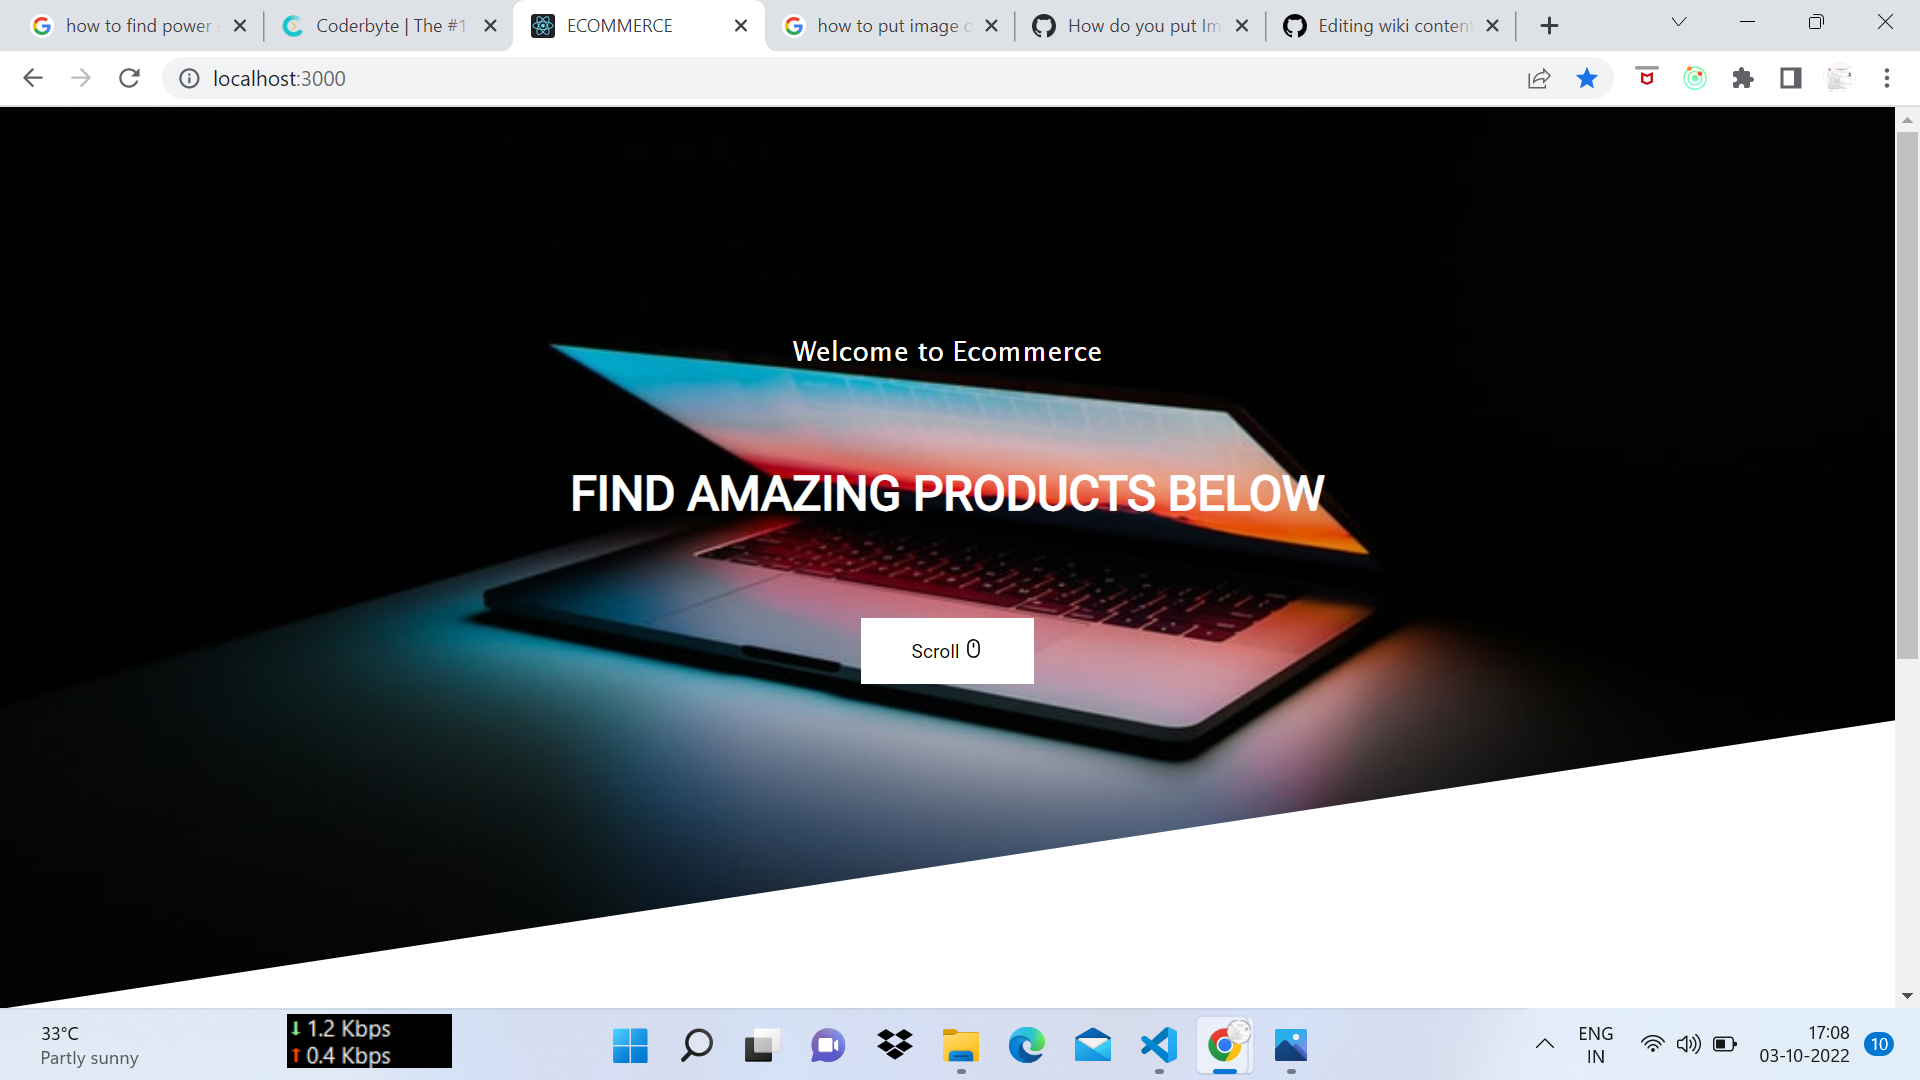 how to find power
Coderbyte | The #1
ECOMMERCE
how to put image
How do you put Im
Editing wiki content
localhost:3000
Welcome to Ecommerce
FIND AMAZING PRODUCTS BELOW
Scroll
33°C
Partly sunny
↓ 1.2 Kbps
↑ 0.4 Kbps
ENG
IN
17:08
03-10-2022
10